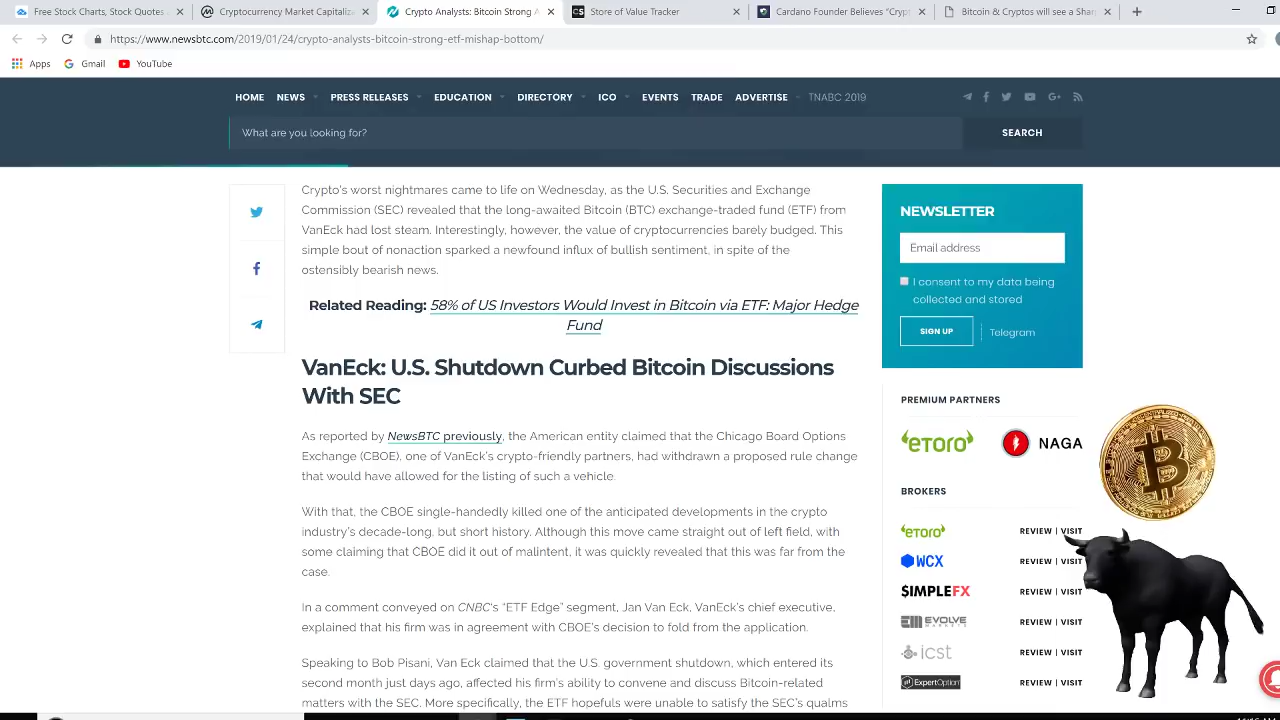 Free Stock Charts, Stock Quotes
Cryptocurrency Market Capitaliza
Crypto Analysts: Bitcoin Strong A
Store of Value Tracker
Cardano Founder Believes "Crypt
Bitcoin & Cryptos will see a Shar
https://www.newsbtc.com/2019/01/24/crypto-analysts-bitcoin-strong-etf-mishap-bottom/
Apps
Gmail
YouTube
HOME NEWS PRESS RELEASES EDUCATION DIRECTORY ICO EVENTS TRADE ADVERTISE TNABC 2019
What are you looking for?
SEARCH
Crypto's worst nightmares came to life on Wednesday, as the U.S. Securities and Exchange
Commission (SEC) revealed that the long-awaited Bitcoin (BTC) exchange-traded fund (ETF) from
VanEck had lost steam. Interestingly, however, the value of cryptocurrencies barely budged. This
simple bout of nonaction sparked a newfound influx of bullish sentiment, in spite of the
ostensibly bearish news.
Related Reading: 58% of US Investors Would Invest in Bitcoin via ETF: Major Hedge
Fund
VanEck: U.S. Shutdown Curbed Bitcoin Discussions
With SEC
As reported by NewsBTC previously, the American entity claimed that the Chicago Board Options
Exchange (CBOE), one of VanEck's crypto-friendly partners, had withdrawn a proposed rule change
that would have allowed for the listing of such a vehicle.
With that, the CBOE single-handedly killed one of the anticipated developments in the crypto
industry's decade-long, but short history. Although this move came straight out of left field, with
some claiming that CBOE did it out of malintent, it was quickly revealed that this was far from the
case.
In a comment conveyed on CNBC's "ETF Edge" segment, Jan Van Eck, VanEck's chief executive,
explained that his firm was in agreement with CBOE's decision to fold from the application.
Speaking to Bob Pisani, Van Eck claimed that the U.S. government shutdown, which entered its
second month just days ago, affected his firm's ability to convene and discuss Bitcoin-related
matters with the SEC. More specifically, the ETF hopefuls were unable to satisfy the SEC's qualms
NEWSLETTER
Email address
I consent to my data being
collected and stored
SIGN UP
Telegram
PREMIUM PARTNERS
eToro
NAGA
BROKERS
eToro REVIEW | VISIT
WCX REVIEW | VISIT
$IMPLEFX REVIEW | VISIT
EVOLVE MARKETS REVIEW | VISIT
icst REVIEW | VISIT
ExpertOption REVIEW | VISIT